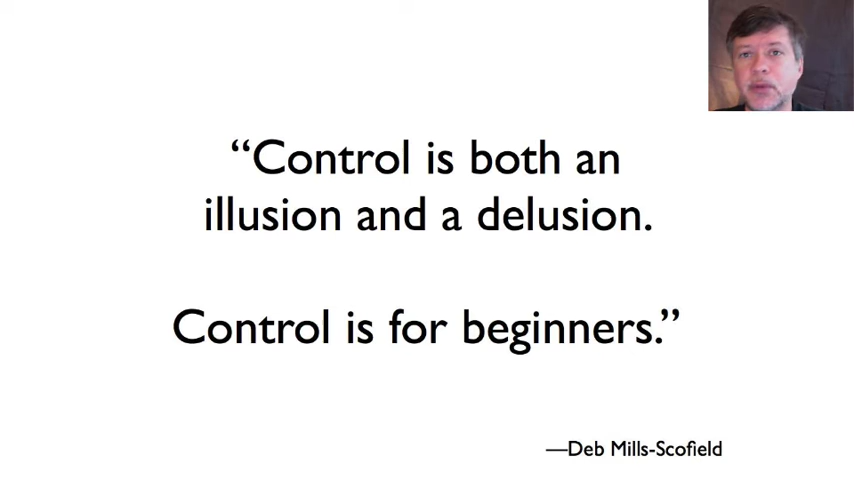 “Control is both an
illusion and a delusion.
Control is for beginners.”
—Deb Mills-Scofield